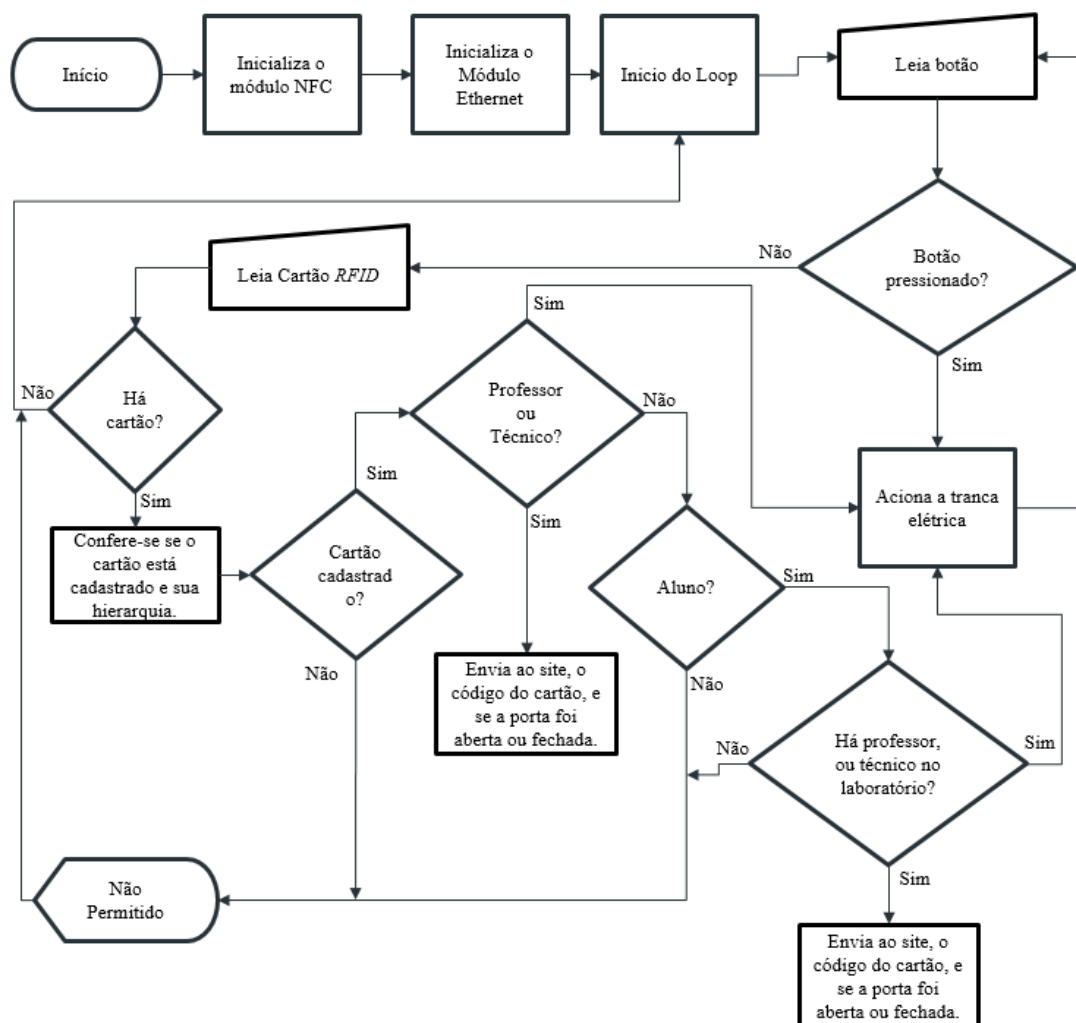 Início
Inicializa o
módulo NFC
Inicializa o
Módulo
Ethernet
Inicio do Loop
Leia botão
Não
Botão
pressionado?
Sim
Leia Cartão RFID
Sim
Não
Há
cartão?
Sim
Professor
ou
Técnico?
Não
Sim
Sim
Aciona a tranca
elétrica
Confere-se se o
cartão está
cadastrado e sua
hierarquia.
Cartão
cadastrad
o?
Não
Aluno?
Sim
Não
Envia ao site, o
código do cartão, e
se a porta foi
aberta ou fechada.
Não
Há professor,
ou técnico no
laboratório?
Sim
Sim
Não
Permitido
Envia ao site, o
código do cartão, e
se a porta foi
aberta ou fechada.